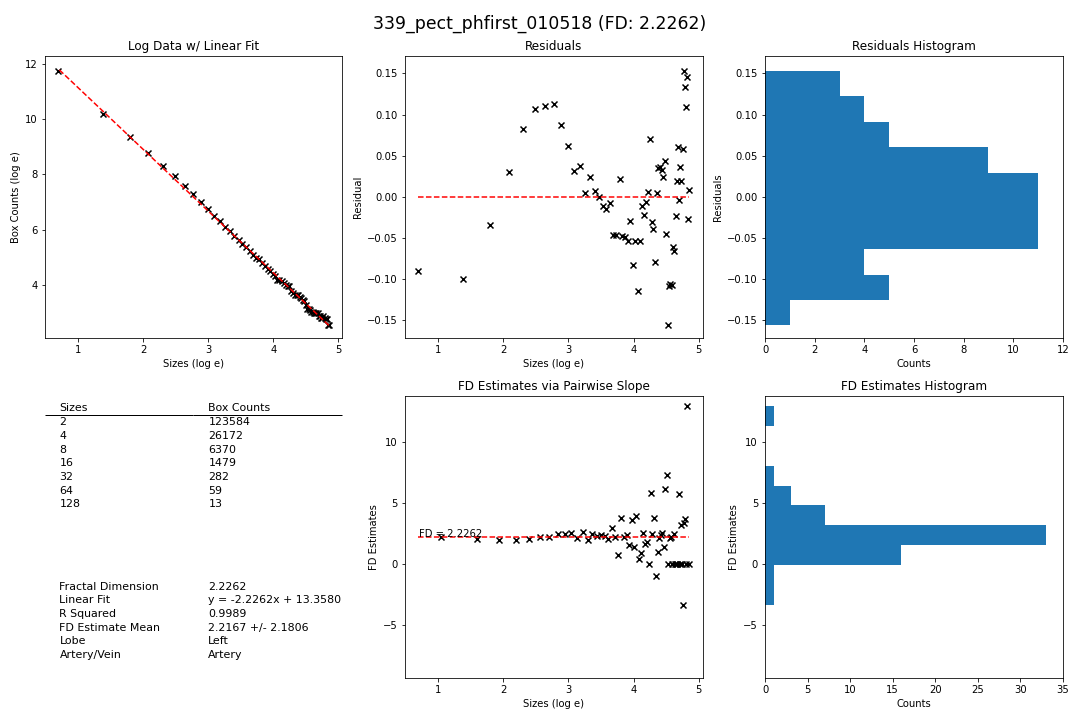 339_pect_phfirst_010518 (FD: 2.2262)
Log Data w/ Linear Fit
12
10
8
6
4
Box Counts (log e)
1 2 3 4 5
Sizes (log e)
Residuals
0.15
0.10
0.05
0.00
−0.05
−0.10
−0.15
Residual
1 2 3 4 5
Sizes (log e)
Residuals Histogram
0.15
0.10
0.05
0.00
−0.05
−0.10
−0.15
Residuals
0 2 4 6 8 10 12
Counts
Sizes Box Counts
2 123584
4 26172
8 6370
16 1479
32 282
64 59
128 13
Fractal Dimension 2.2262
Linear Fit y = -2.2262x + 13.3580
R Squared 0.9989
FD Estimate Mean 2.2167 +/- 2.1806
Lobe Left
Artery/Vein Artery
FD Estimates via Pairwise Slope
10
5
0
−5
FD Estimates
FD = 2.2262
1 2 3 4 5
Sizes (log e)
FD Estimates Histogram
10
5
0
−5
FD Estimates
0 5 10 15 20 25 30 35
Counts